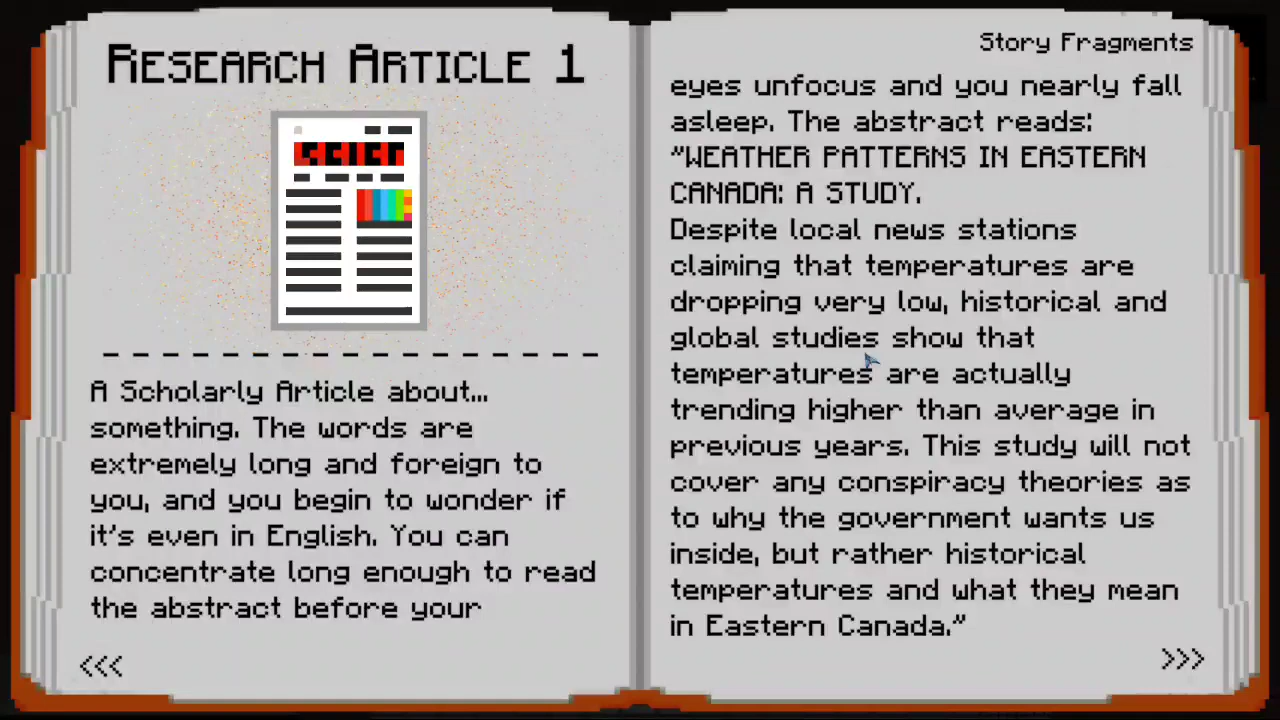 Research Article 1
A Scholarly Article about...
something. The words are
extremely long and foreign to
you, and you begin to wonder if
it's even in English. You can
concentrate long enough to read
the abstract before your
<<<
Story Fragments
eyes unfocus and you nearly fall
asleep. The abstract reads:
"WEATHER PATTERNS IN EASTERN
CANADA: A STUDY.
Despite local news stations
claiming that temperatures are
dropping very low, historical and
global studies show that
temperatures are actually
trending higher than average in
previous years. This study will not
cover any conspiracy theories as
to why the government wants us
inside, but rather historical
temperatures and what they mean
in Eastern Canada."
>>>